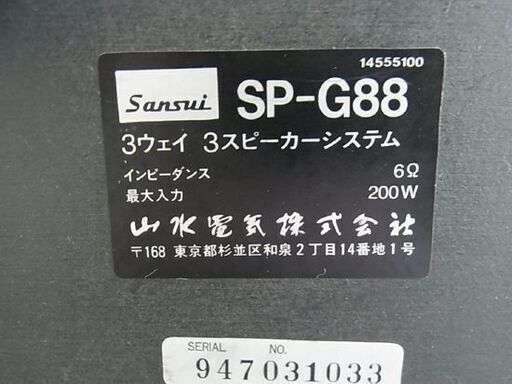 14555100
Sansui SP-G88
3ウェイ 3スピーカーシステム
インピーダンス 6Ω
最大入力 200W
山水電気株式会社
〒168 東京都杉並区和泉2丁目14番地1号
SERIAL NO.
947031033